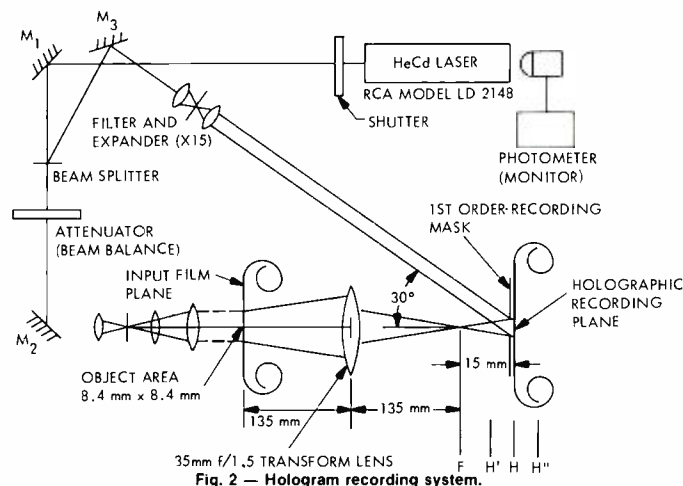 M3
M1
HeCd LASER
RCA MODEL LD 2148
SHUTTER
FILTER AND
EXPANDER (X15)
PHOTOMETER
(MONITOR)
BEAM SPLITTER
1ST ORDER-RECORDING
MASK
ATTENUATOR
(BEAM BALANCE)
INPUT FILM
PLANE
HOLOGRAPHIC
RECORDING
PLANE
30°
M2
OBJECT AREA
8.4 mm x 8.4 mm
15 mm
135 mm
135 mm
35mm f/1.5 TRANSFORM LENS
F
H'
H
H"
Fig. 2 — Hologram recording system.